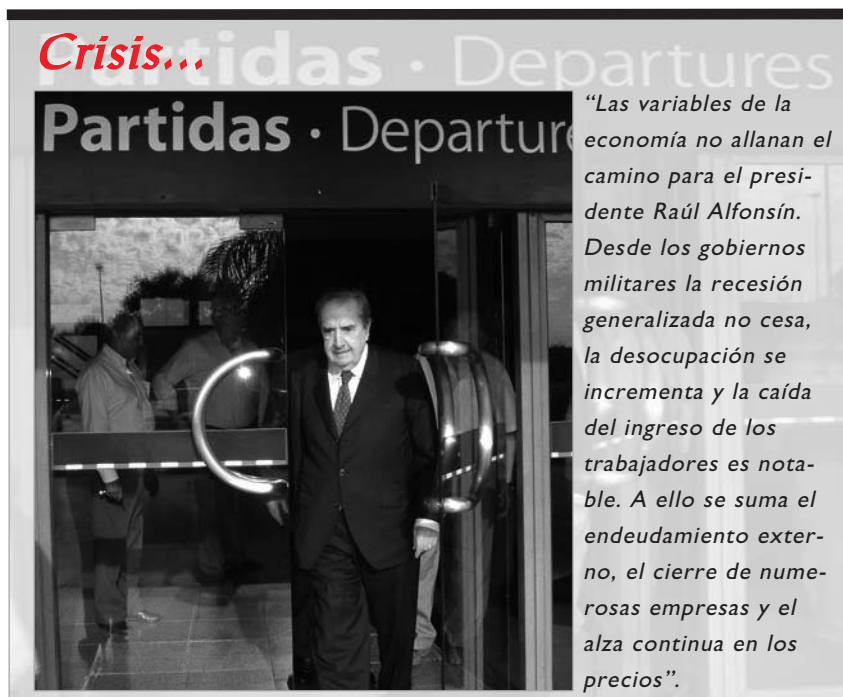 Crisis...
Partidas · Departures
Partidas · Departure
“Las variables de la
economía no allanan el
camino para el presi-
dente Raúl Alfonsín.
Desde los gobiernos
militares la recesión
generalizada no cesa,
la desocupación se
incrementa y la caída
del ingreso de los
trabajadores es nota-
ble. A ello se suma el
endeudamiento exter-
no, el cierre de nume-
rosas empresas y el
alza continua en los
precios”.